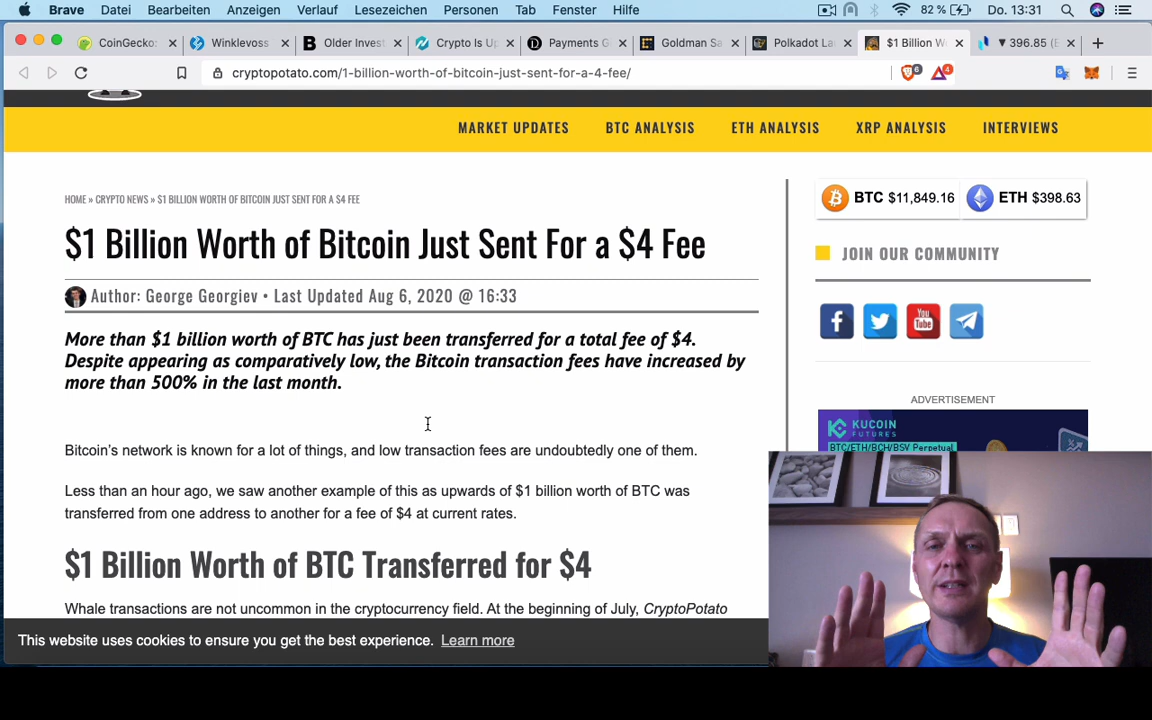 Brave Datei Bearbeiten Anzeigen Verlauf Lesezeichen Personen Tab Fenster Hilfe 82 % Do. 13:31
CoinGecko: Winklevoss Older Invest Crypto Is Up Payments G Goldman Sa Polkadot La $1 Billion W ▼ 396.85 (E
cryptopotato.com/1-billion-worth-of-bitcoin-just-sent-for-a-4-fee/ 6 4
MARKET UPDATES BTC ANALYSIS ETH ANALYSIS XRP ANALYSIS INTERVIEWS
HOME » CRYPTO NEWS » $1 BILLION WORTH OF BITCOIN JUST SENT FOR A $4 FEE
$1 Billion Worth of Bitcoin Just Sent For a $4 Fee
Author: George Georgiev • Last Updated Aug 6, 2020 @ 16:33
More than $1 billion worth of BTC has just been transferred for a total fee of $4.
Despite appearing as comparatively low, the Bitcoin transaction fees have increased by
more than 500% in the last month.
Bitcoin’s network is known for a lot of things, and low transaction fees are undoubtedly one of them.
Less than an hour ago, we saw another example of this as upwards of $1 billion worth of BTC was
transferred from one address to another for a fee of $4 at current rates.
$1 Billion Worth of BTC Transferred for $4
Whale transactions are not uncommon in the cryptocurrency field. At the beginning of July, CryptoPotato
This website uses cookies to ensure you get the best experience. Learn more
BTC $11,849.16 ETH $398.63
JOIN OUR COMMUNITY
You
Tube
ADVERTISEMENT
KUCOIN
FUTURES
BTC/ETH/BCH/BSV Perpetual